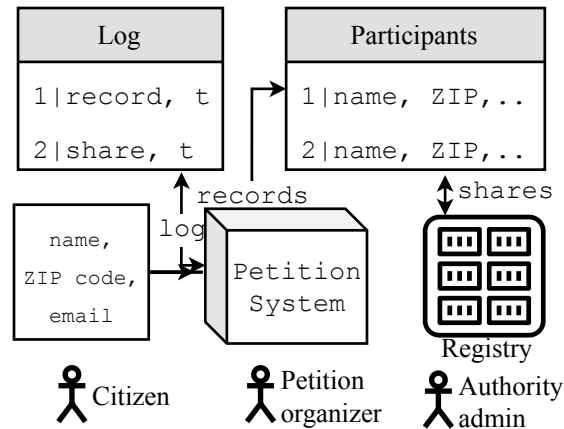 Log
1|record, t
2|share, t
Participants
1|name, ZIP,..
2|name, ZIP,..
records
shares
log
name,
ZIP code,
email
Petition
System
Registry
Citizen
Petition
organizer
Authority
admin